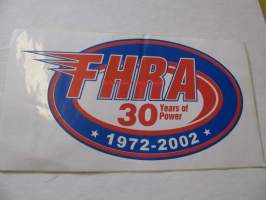 FHRA
30 Years of
Power
★ 1972-2002 ★